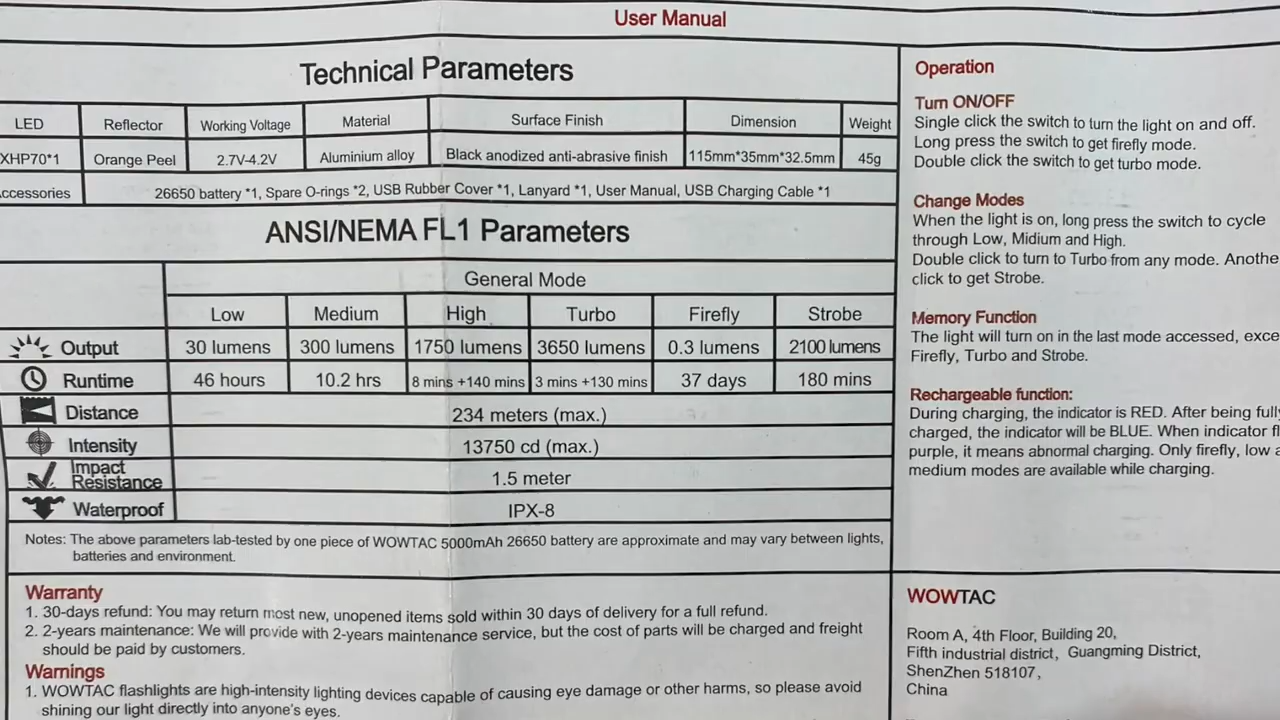 User Manual
Technical Parameters
LED Reflector Working Voltage Material Surface Finish Dimension Weight
XHP70*1 Orange Peel 2.7V-4.2V Aluminium alloy Black anodized anti-abrasive finish 115mm*35mm*32.5mm 45g
ccessories 26650 battery *1, Spare O-rings *2, USB Rubber Cover *1, Lanyard *1, User Manual, USB Charging Cable *1
ANSI/NEMA FL1 Parameters
General Mode
Low Medium High Turbo Firefly Strobe
Output 30 lumens 300 lumens 1750 lumens 3650 lumens 0.3 lumens 2100 lumens
Runtime 46 hours 10.2 hrs 8 mins +140 mins 3 mins +130 mins 37 days 180 mins
Distance 234 meters (max.)
Intensity 13750 cd (max.)
Impact
Resistance 1.5 meter
Waterproof IPX-8
Notes: The above parameters lab-tested by one piece of WOWTAC 5000mAh 26650 battery are approximate and may vary between lights,
batteries and environment.
Warranty
1. 30-days refund: You may return most new, unopened items sold within 30 days of delivery for a full refund.
2. 2-years maintenance: We will provide with 2-years maintenance service, but the cost of parts will be charged and freight
should be paid by customers.
Warnings
1. WOWTAC flashlights are high-intensity lighting devices capable of causing eye damage or other harms, so please avoid
shining our light directly into anyone's eyes.
Operation
Turn ON/OFF
Single click the switch to turn the light on and off.
Long press the switch to get firefly mode.
Double click the switch to get turbo mode.
Change Modes
When the light is on, long press the switch to cycle
through Low, Midium and High.
Double click to turn to Turbo from any mode. Anothe
click to get Strobe.
Memory Function
The light will turn on in the last mode accessed, exce
Firefly, Turbo and Strobe.
Rechargeable function:
During charging, the indicator is RED. After being full
charged, the indicator will be BLUE. When indicator fl
purple, it means abnormal charging. Only firefly, low a
medium modes are available while charging.
WOWTAC
Room A, 4th Floor, Building 20,
Fifth industrial district, Guangming District,
ShenZhen 518107,
China